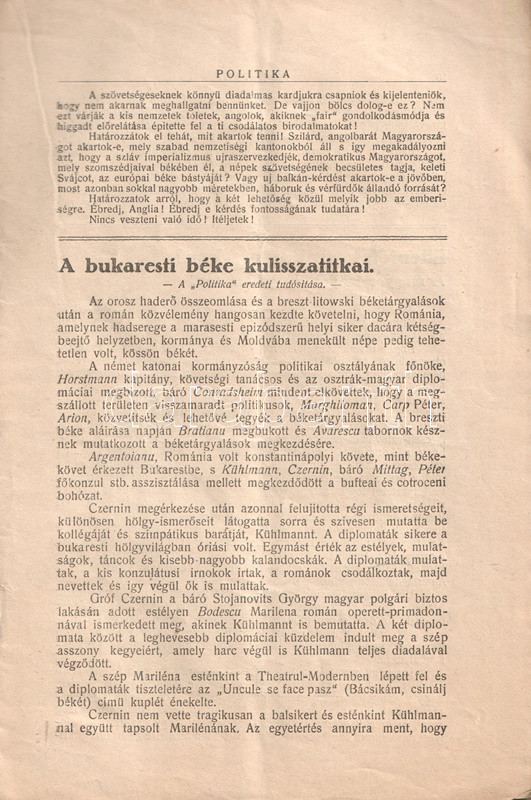 POLITIKA
A szövetségeseknek könnyü diadalmas kardjukra csapniok és kijelenteniök,
hogy nem akarnak meghallgatni bennünket. De vajjon bölcs dolog-e ez? Nem
ezt várják a kis nemzetek tőletek, angolok, akiknek „fair“ gondolkodásmódja és
higgadt előrelátása építette fel a ti csodálatos birodalmatokat!
Határozzátok el tehát, mit akartok tenni! Szilárd, angolbarát Magyarorszá-
got akartok-e, mely szabad nemzetiségi kantonokból áll s igy megakadályozni
azt, hogy a szláv imperializmus ujraszervezkedjék, demokratikus Magyarországot,
mely szomszédjaival békében él, a népek szövetségének becsületes tagja, keleti
Svájcot, az európai béke bástyáját? Vagy uj balkán-kérdést akartok-e a jövőben,
most azonban sokkal nagyobb méretekben, háboruk és vérfürdők állandó forrását?
Határozzatok arról, hogy a két lehetőség közül melyik jobb az emberi-
ségre. Ébredj, Anglia! Ébredj e kérdés fontosságának tudatára!
Nincs veszteni való idő! Itéljetek!
A bukaresti béke kulisszatitkai.
— A „Politika“ eredeti tudósitása. —
Az orosz haderő összeomlása és a breszt-litowski béketárgyalások
után a román közvélemény hangosan kezdte követelni, hogy Románia,
amelynek hadserege a marasesti epizódszerű helyi siker dacára kétség-
beejtő helyzetben, kormánya és Moldvába menekült népe pedig tehe-
tetlen volt, kössön békét.
A német katonai kormányzóság politikai osztályának főnöke,
Horstmann kapitány, követségi tanácsos és az osztrák-magyar diplo-
máciai megbizott, báró Conradsheim mindent elkövettek, hogy a meg-
szállott területen visszamaradt politikusok, Marghiloman, Carp Péter,
Arion, közvetitsék és lehetővé tegyék a béketárgyalásokat. A breszti
béke aláirása napján Bratianu megbukott és Avarescu tábornok kész-
nek mutatkozott a béketárgyalások megkezdésére.
Argentoianu, Románia volt konstantinápolyi követe, mint béke-
követ érkezett Bukarestbe, s Kühlmann, Czernin, báró Mittag, Péter
főkonzul stb. asszisztálása mellett megkezdődött a bufteai és cotroceni
bohózat.
Czernin megérkezése után azonnal felujította régi ismeretségeit,
különösen hölgy-ismerőseit látogatta sorra és szivesen mutatta be
kollégáját és szimpátikus barátját, Kühlmannt. A diplomaták sikere a
bukaresti hölgyvilágban óriási volt. Egymást érték az estélyek, mulat-
ságok, táncok és kisebb-nagyobb kalandocskák. A diplomaták mulat-
tak, a kis konzulátusi irnokok irtak, a románok csodálkoztak, majd
nevettek és igy végül ők is mulattak.
Gróf Czernin a báró Stojanovits György magyar polgári biztos
lakásán adott estélyen Bodescu Marilena román operett-primadon-
nával ismerkedett meg, akinek Kühlmannt is bemutatta. A két diplo-
mata között a leghevesebb diplomáciai küzdelem indult meg a szép
asszony kegyeiért, amely harc végül is Kühlmann teljes diadalával
végződött.
A szép Mariléna esténkint a Theatrul-Modernben lépett fel és
a diplomaták tiszteletére az „Uncule se face pasz“ (Bácsikám, csinálj
békét) című kuplét énekelte.
Czernin nem vette tragikusan a balsikert és esténkint Kühlman-
nal együtt tapsolt Marilénának. Az egyetértés annyira ment, hogy